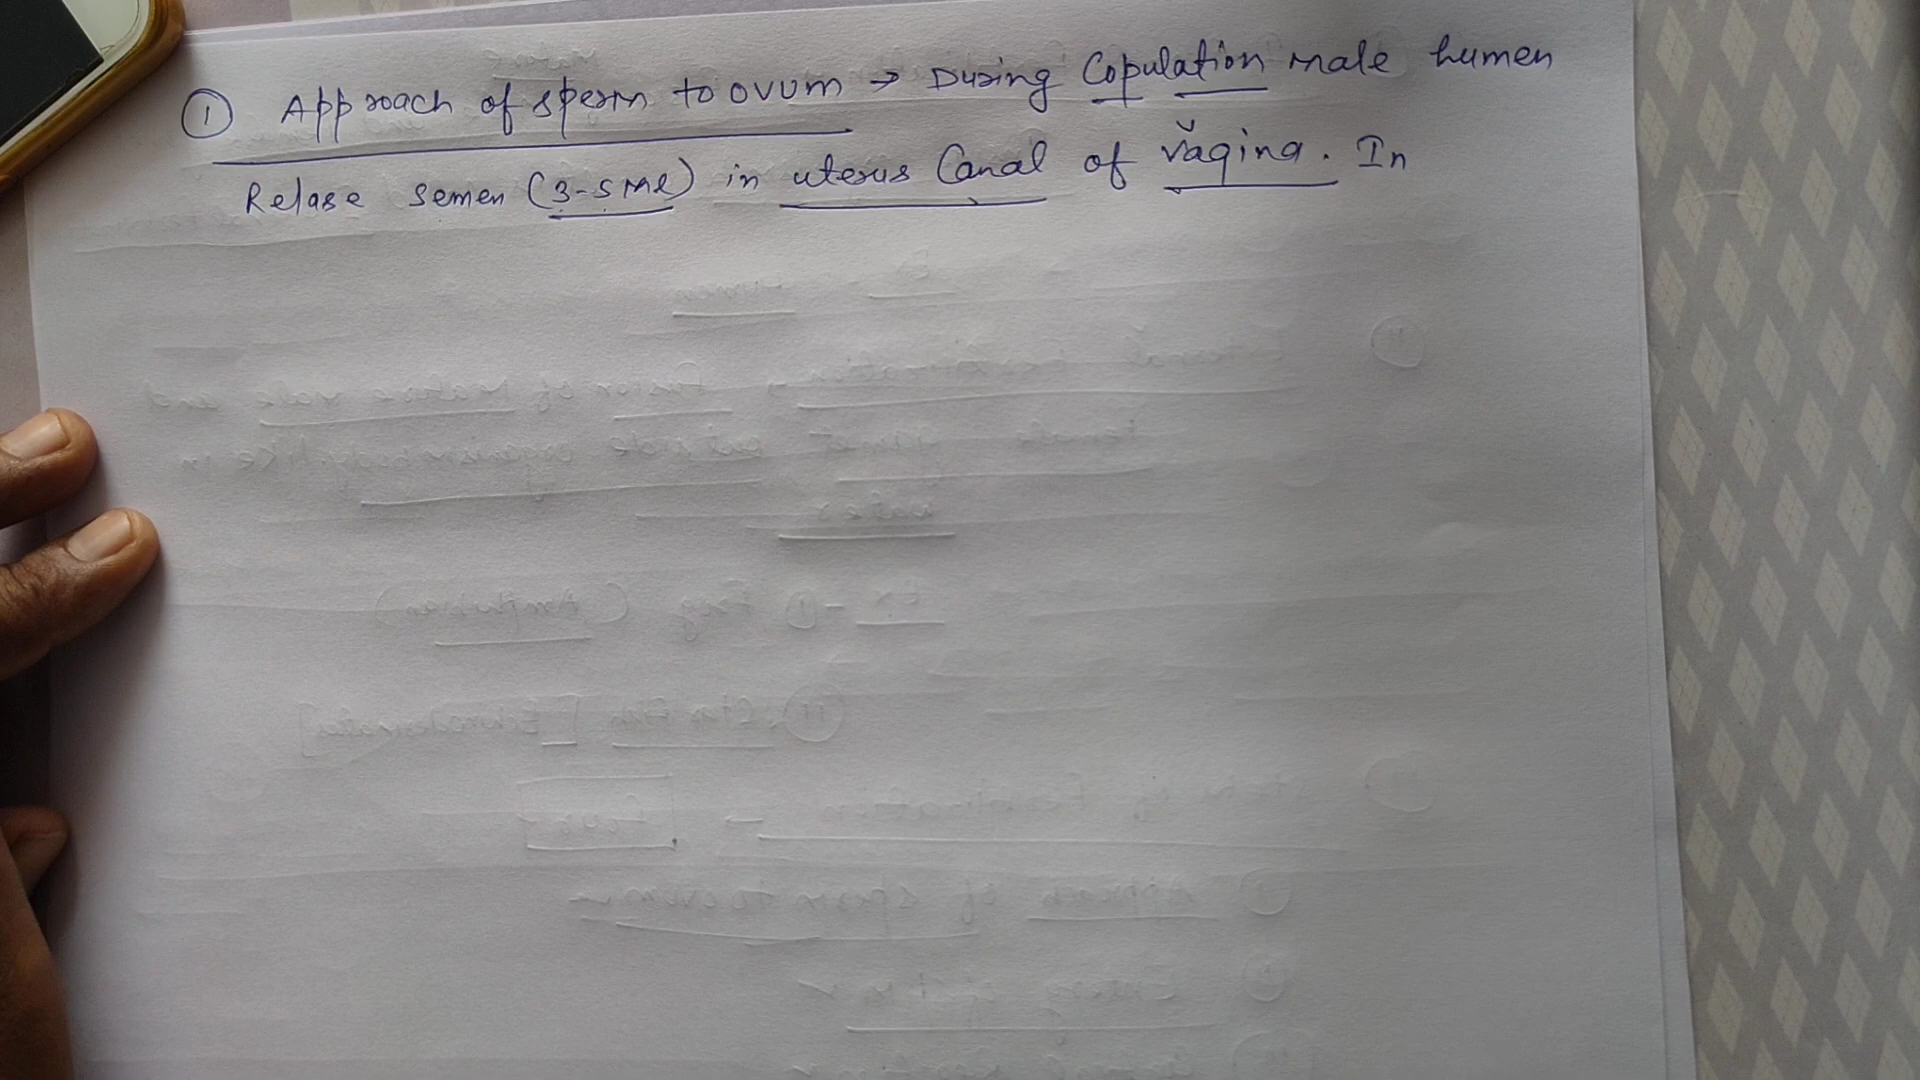 ① Approach of sperm to ovum → During Copulation male humen
Relase semen (3-5 ml) in uterus Canal of vagina. In